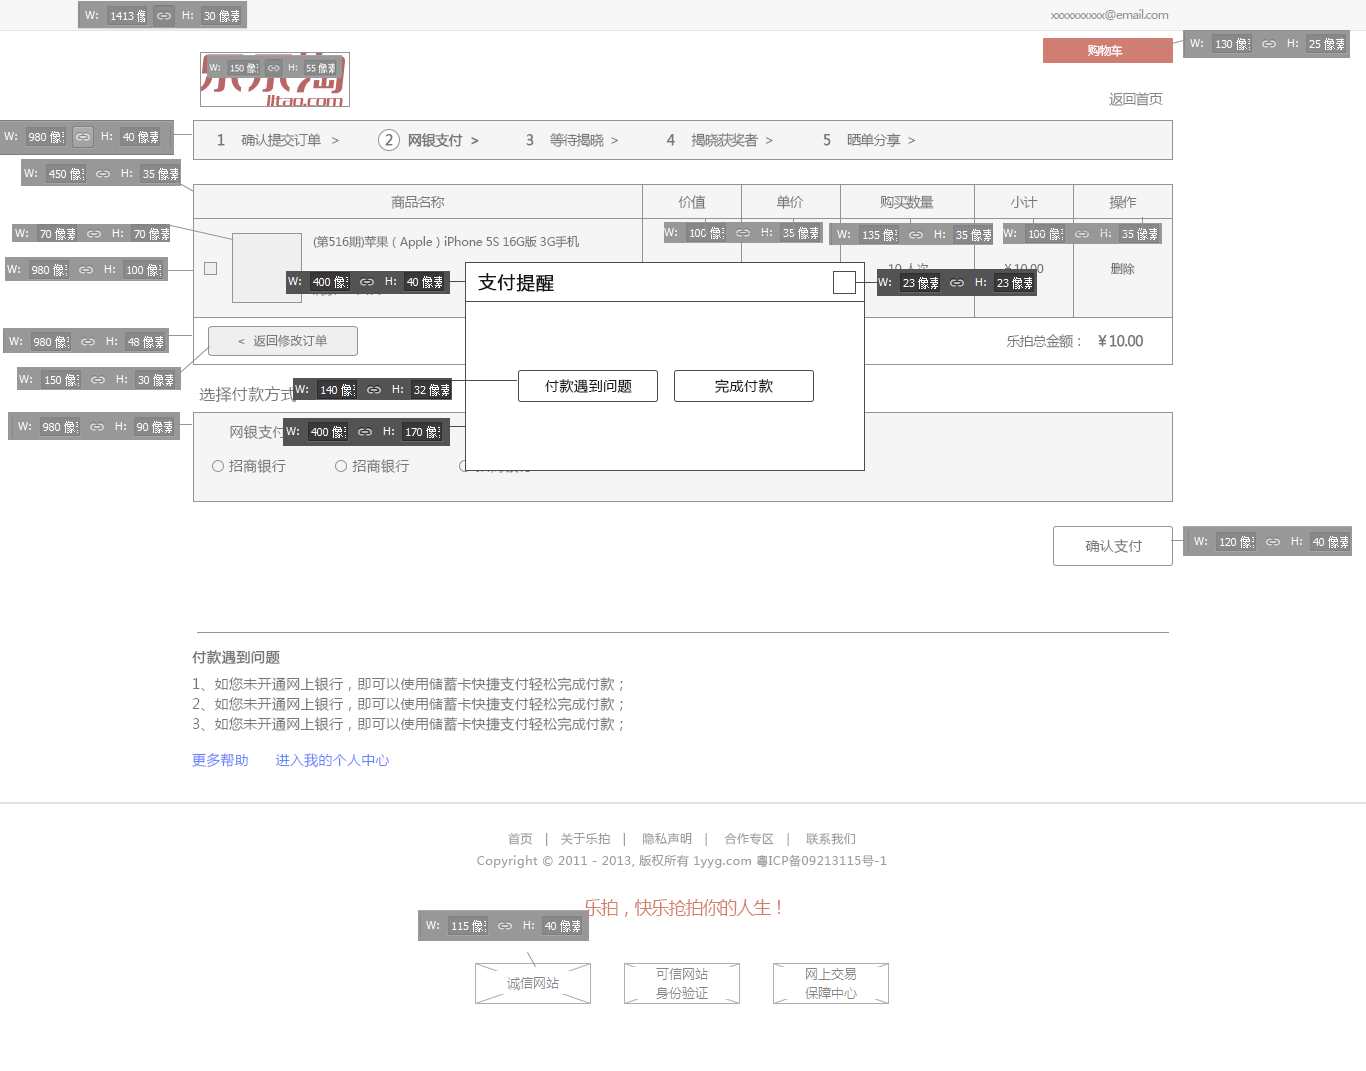 W: 1413 像 H: 30 像素
xxxxxxxxxx@email.com
购物车
W: 130 像 H: 25 像素
乐乐淘
W: 150 像 H: 55 像素
lltao.com
返回首页
W: 980 像 H: 40 像素
1 确认提交订单 > 2 网银支付 > 3 等待揭晓 > 4 揭晓获奖者 > 5 晒单分享 >
W: 450 像 H: 35 像素
商品名称 价值 单价 购买数量 小计 操作
W: 70 像 H: 70 像素
W: 100 像 H: 35 像素
W: 135 像 H: 35 像素
W: 100 像 H: 35 像素
(第516期)苹果（Apple）iPhone 5S 16G版 3G手机
W: 980 像 H: 100 像素
10 人次 ¥10.00 删除
W: 400 像 H: 40 像素
支付提醒
W: 23 像素 H: 23 像素
W: 980 像 H: 48 像素
< 返回修改订单
乐拍总金额： ¥10.00
W: 150 像 H: 30 像素
选择付款方式
W: 140 像 H: 32 像素
付款遇到问题 完成付款
W: 980 像 H: 90 像素
网银支付
W: 400 像 H: 170 像
招商银行 招商银行
确认支付
W: 120 像 H: 40 像素
付款遇到问题
1、如您未开通网上银行，即可以使用储蓄卡快捷支付轻松完成付款；
2、如您未开通网上银行，即可以使用储蓄卡快捷支付轻松完成付款；
3、如您未开通网上银行，即可以使用储蓄卡快捷支付轻松完成付款；
更多帮助 进入我的个人中心
首页 | 关于乐拍 | 隐私声明 | 合作专区 | 联系我们
Copyright © 2011 - 2013, 版权所有 1yyg.com 粤ICP备09213115号-1
乐拍，快乐抢拍你的人生！
W: 115 像 H: 40 像素
诚信网站
可信网站
身份验证
网上交易
保障中心